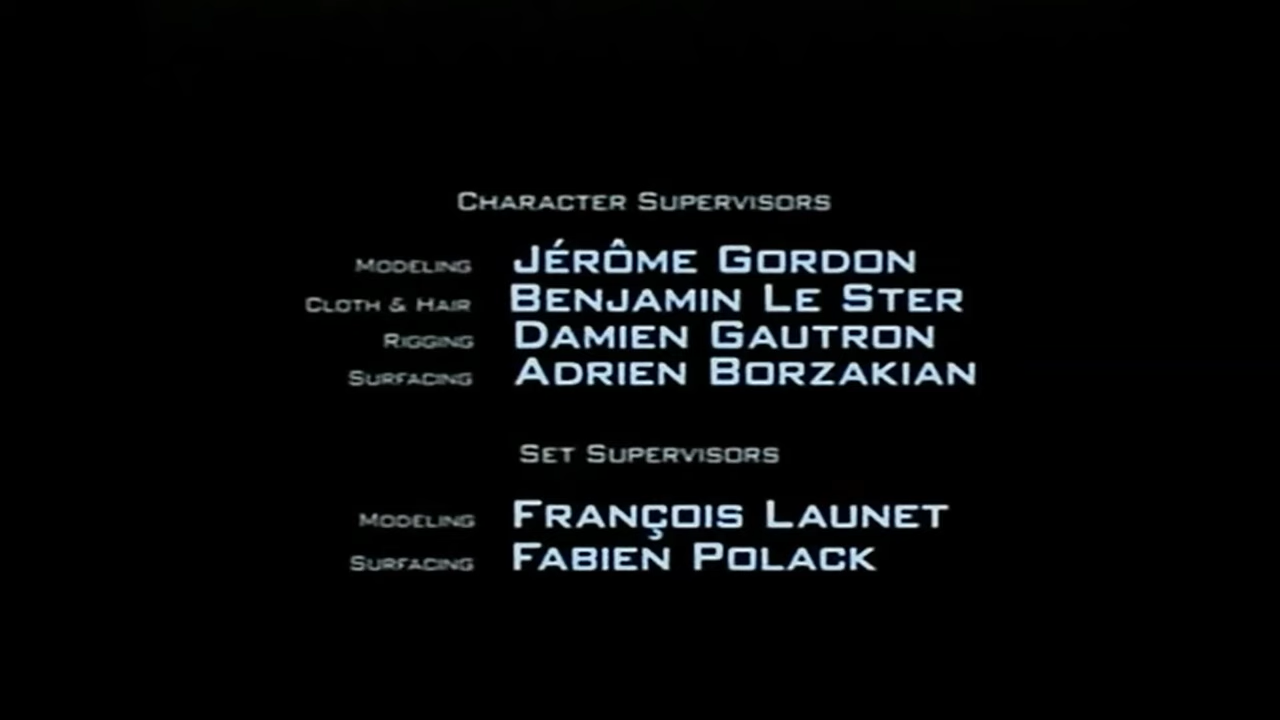 Character Supervisors
Modeling Jérôme Gordon
Cloth & Hair Benjamin Le Ster
Rigging Damien Gautron
Surfacing Adrien Borzakian
Set Supervisors
Modeling François Launet
Surfacing Fabien Polack